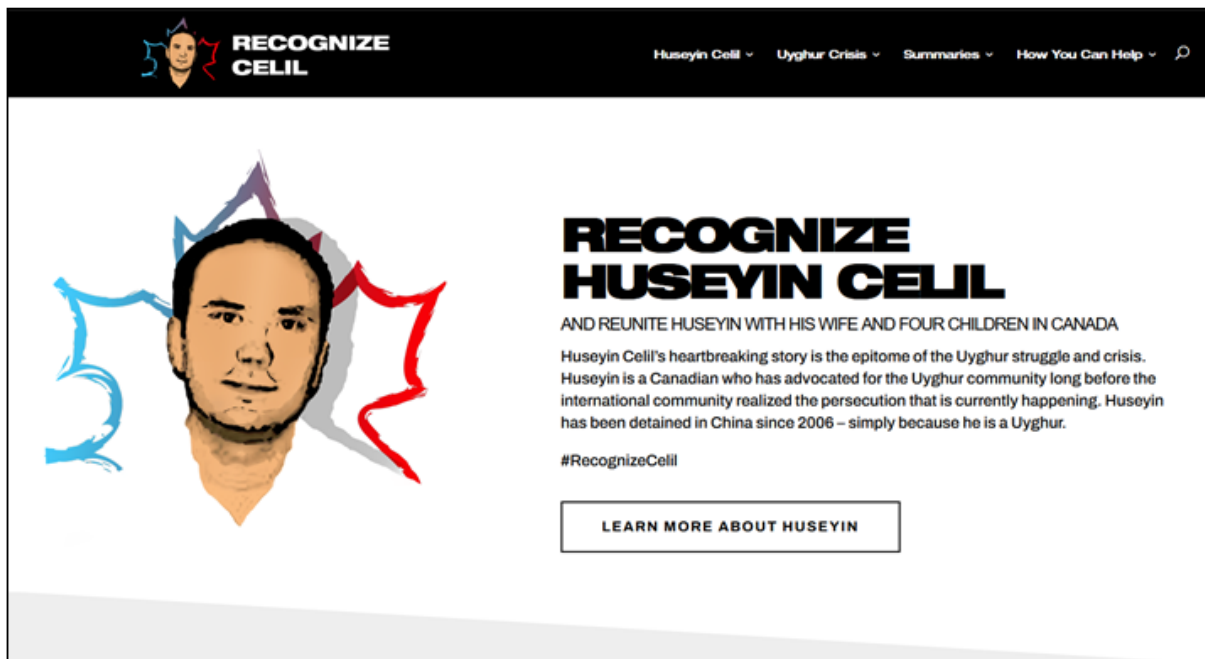 RECOGNIZE
CELIL
Huseyin Celil
Uyghur Crisis
Summaries
How You Can Help
RECOGNIZE
HUSEYIN CELIL
AND REUNITE HUSEYIN WITH HIS WIFE AND FOUR CHILDREN IN CANADA
Huseyin Celil's heartbreaking story is the epitome of the Uyghur struggle and crisis.
Huseyin is a Canadian who has advocated for the Uyghur community long before the
international community realized the persecution that is currently happening. Huseyin
has been detained in China since 2006 – simply because he is a Uyghur.
#RecognizeCelil
LEARN MORE ABOUT HUSEYIN